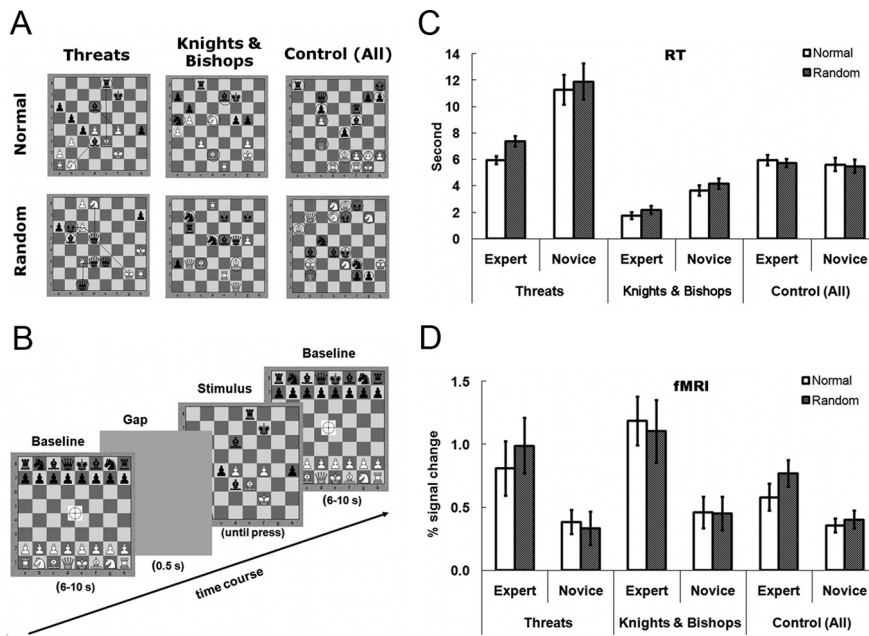 A
Threats
Knights &
Bishops
Control (All)
Normal
Random
B
Baseline
Gap
Stimulus
Baseline
(6-10 s)
(0.5 s)
(until press)
(6-10 s)
time course
C
RT
Normal
Random
Second
14
12
10
8
6
4
2
0
Expert Novice Expert Novice Expert Novice
Threats Knights & Bishops Control (All)
D
fMRI
Normal
Random
% signal change
1.5
1.0
0.5
0.0
Expert Novice Expert Novice Expert Novice
Threats Knights & Bishops Control (All)